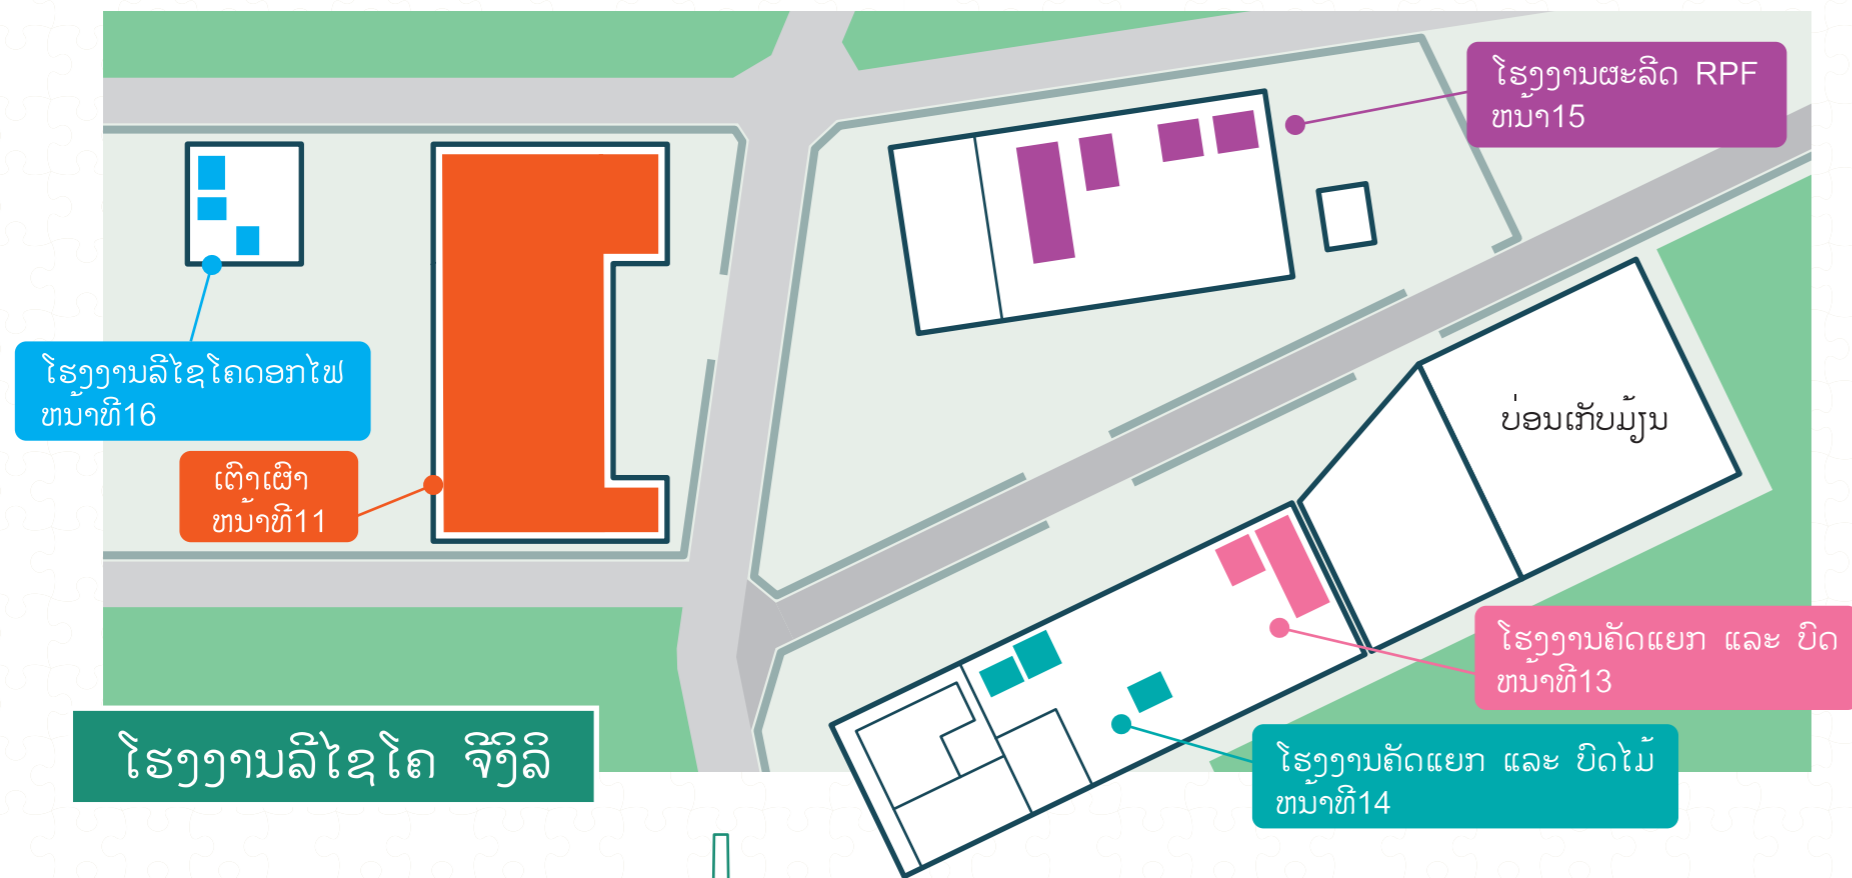 ໂຮງງານຜະລີດ RPF
ຫນ້າ15
ໂຮງງານລີໄຊໂຄດອກໄຟ
ຫນ້າທີ16
ເຕົາເຜົາ
ຫນ້າທີ11
ບ່ອນເກັບມ້ຽນ
ໂຮງງານຄັດແຍກ ແລະ ບົດ
ຫນ້າທີ13
ໂຮງງານລີໄຊໂຄ ຈີງິລິ
ໂຮງງານຄັດແຍກ ແລະ ບົດໄມ້
ຫນ້າທີ14